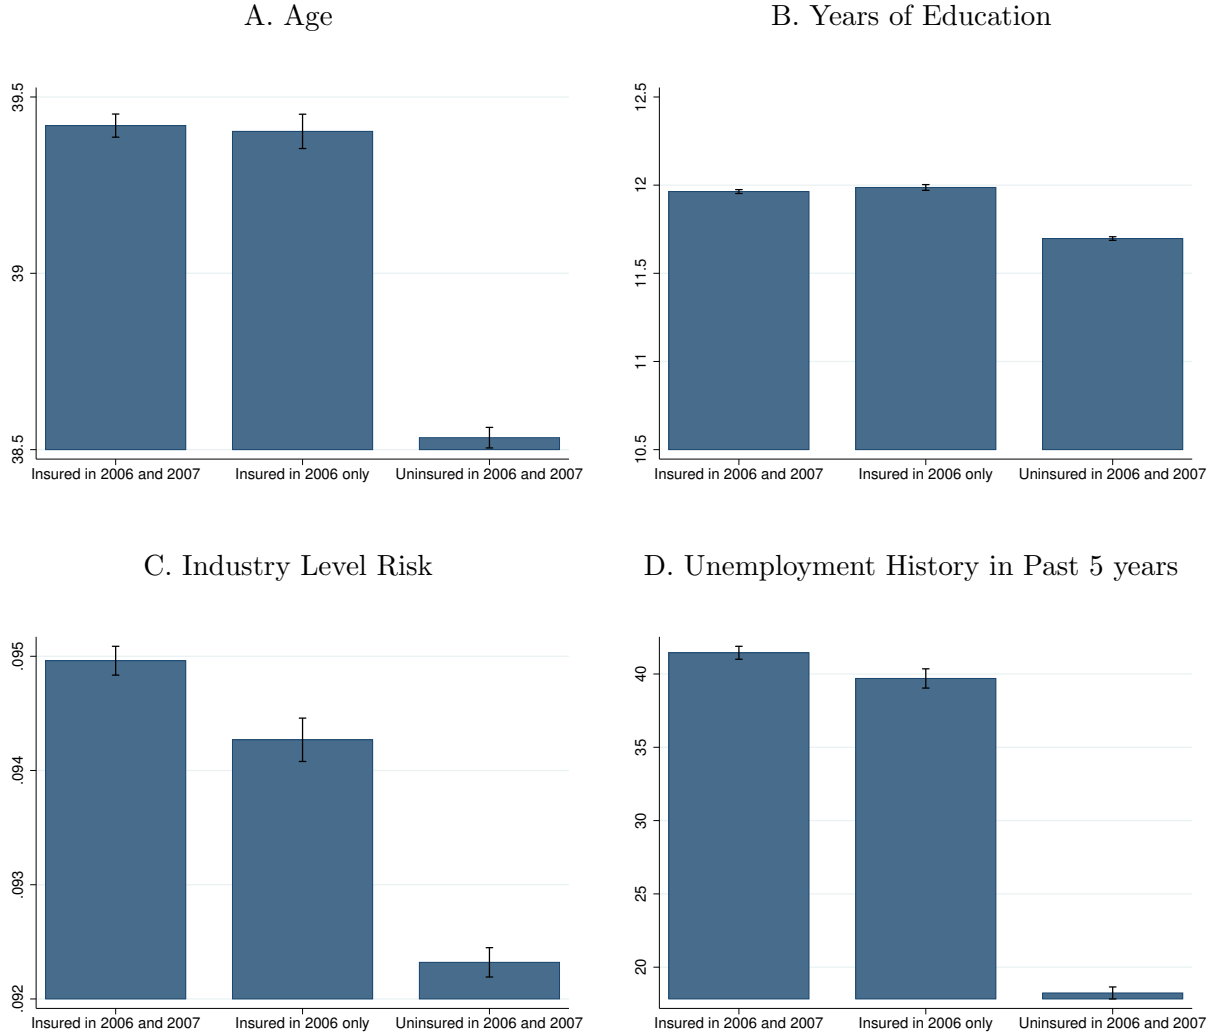 A. Age
39.5
39
38.5
Insured in 2006 and 2007 Insured in 2006 only Uninsured in 2006 and 2007
B. Years of Education
12.5
12
11.5
11
10.5
Insured in 2006 and 2007 Insured in 2006 only Uninsured in 2006 and 2007
C. Industry Level Risk
.095
.094
.093
.092
Insured in 2006 and 2007 Insured in 2006 only Uninsured in 2006 and 2007
D. Unemployment History in Past 5 years
40
35
30
25
20
Insured in 2006 and 2007 Insured in 2006 only Uninsured in 2006 and 2007